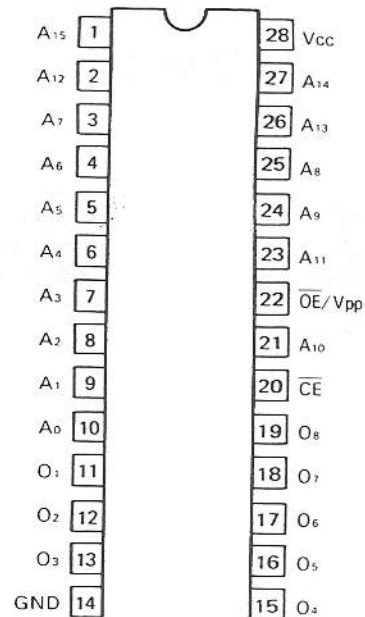 A15 1 28 Vcc
A12 2 27 A14
A7 3 26 A13
A6 4 25 A8
A5 5 24 A9
A4 6 23 A11
A3 7 22 OE/Vpp
A2 8 21 A10
A1 9 20 CE
A0 10 19 O8
O1 11 18 O7
O2 12 17 O6
O3 13 16 O5
GND 14 15 O4